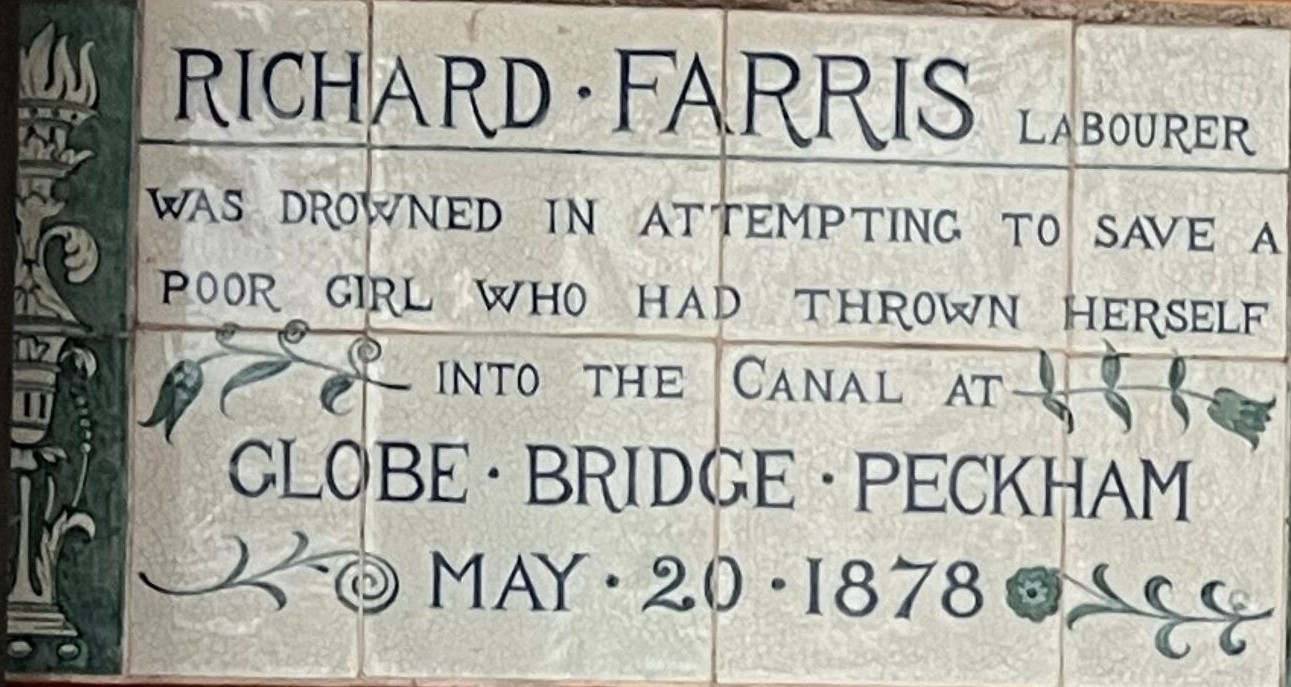 RICHARD · FARRIS LABOURER
WAS DROWNED IN ATTEMPTING TO SAVE A
POOR GIRL WHO HAD THROWN HERSELF
INTO THE CANAL AT
GLOBE · BRIDGE · PECKHAM
MAY · 20 · 1878